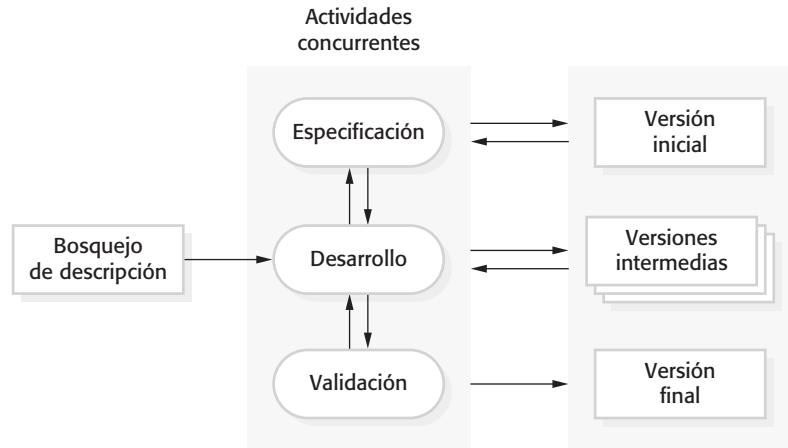 Actividades
concurrentes
Especificación
Versión
inicial
Bosquejo
de descripción
Desarrollo
Versiones
intermedias
Validación
Versión
final